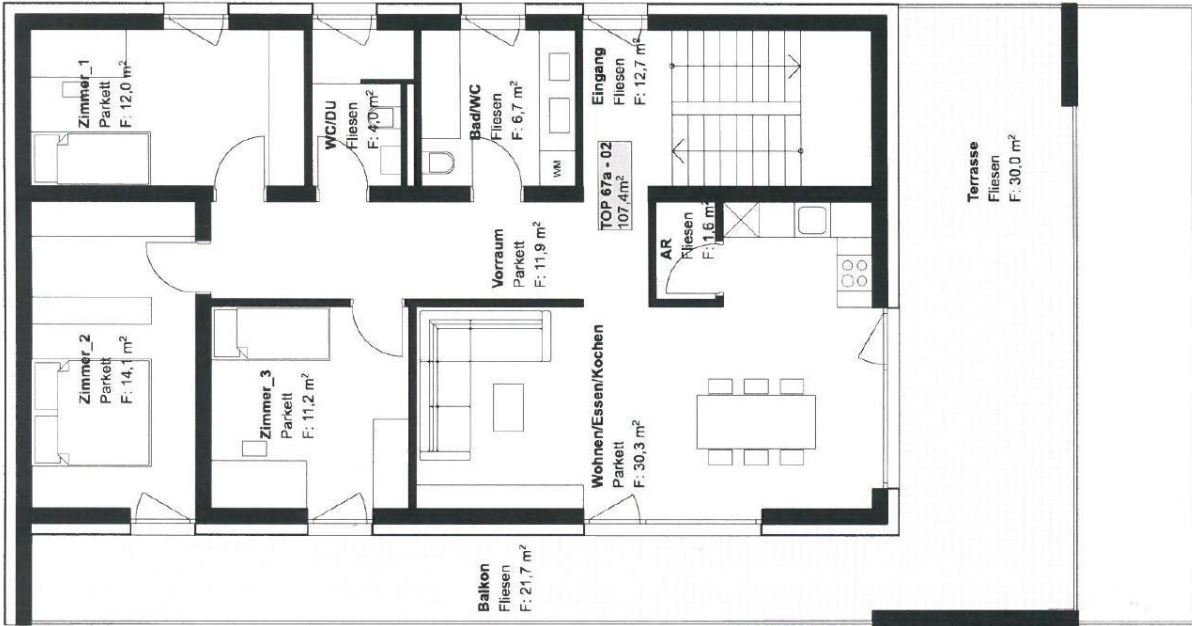 Zimmer_1
Parkett
F: 12,0 m²
WC/DU
Fliesen
F: 4,0 m²
Bad/WC
Fliesen
F: 6,7 m²
WM
Eingang
Fliesen
F: 12,7 m²
TOP 67a - 02
107,4m²
Vorraum
Parkett
F: 11,9 m²
AR
Fliesen
F: 1,6 m²
Terrasse
Fliesen
F: 30,0 m²
Zimmer_2
Parkett
F: 14,1 m²
Zimmer_3
Parkett
F: 11,2 m²
Wohnen/Essen/Kochen
Parkett
F: 30,3 m²
Balkon
Fliesen
F: 21,7 m²